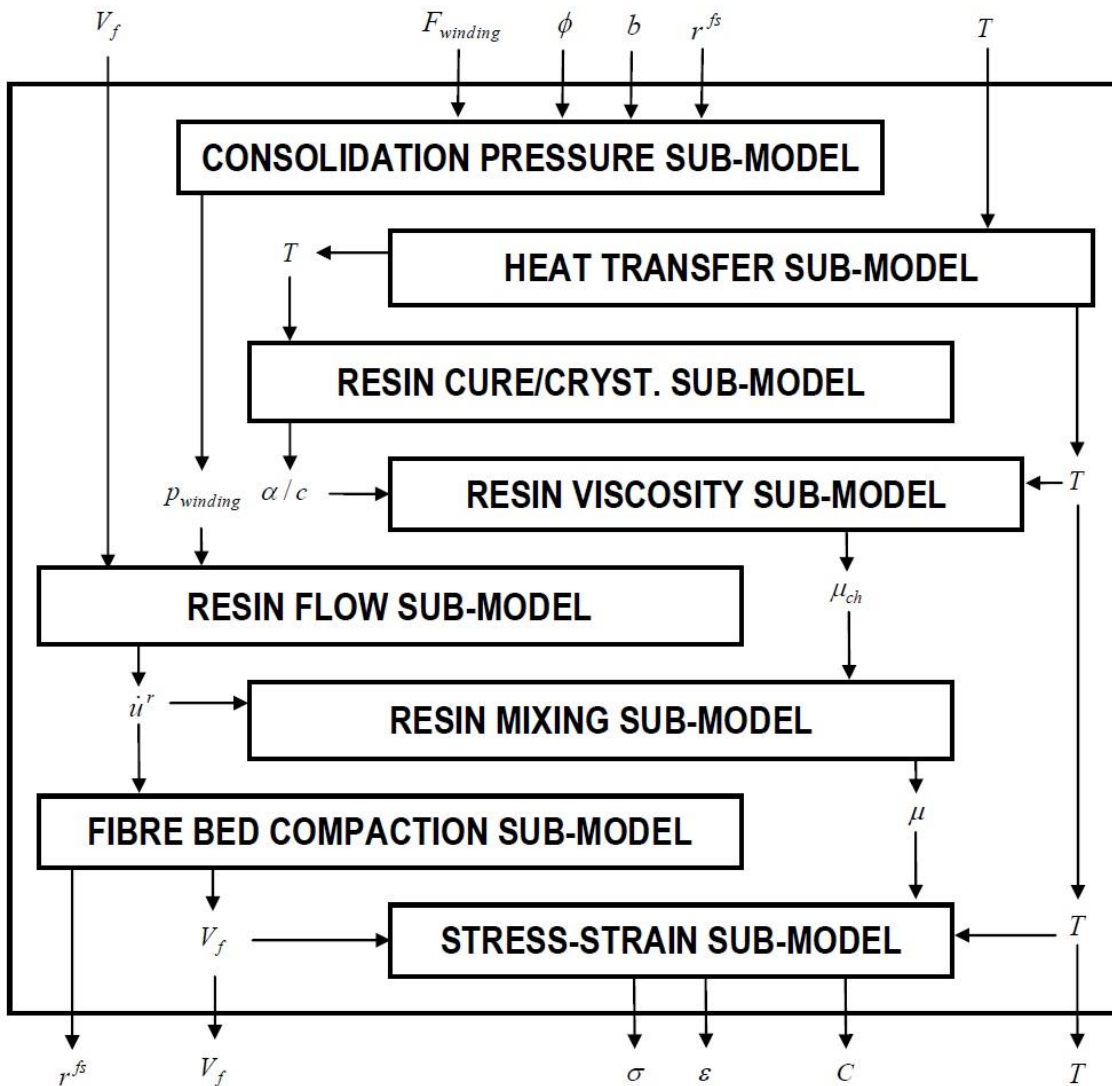 V_f F_winding ϕ b r^fs T
CONSOLIDATION PRESSURE SUB-MODEL
T HEAT TRANSFER SUB-MODEL
RESIN CURE/CRYST. SUB-MODEL
p_winding α / c RESIN VISCOSITY SUB-MODEL T
RESIN FLOW SUB-MODEL μ_ch
u̇^r RESIN MIXING SUB-MODEL
FIBRE BED COMPACTION SUB-MODEL μ
V_f STRESS-STRAIN SUB-MODEL T
r^fs V_f σ ε C T